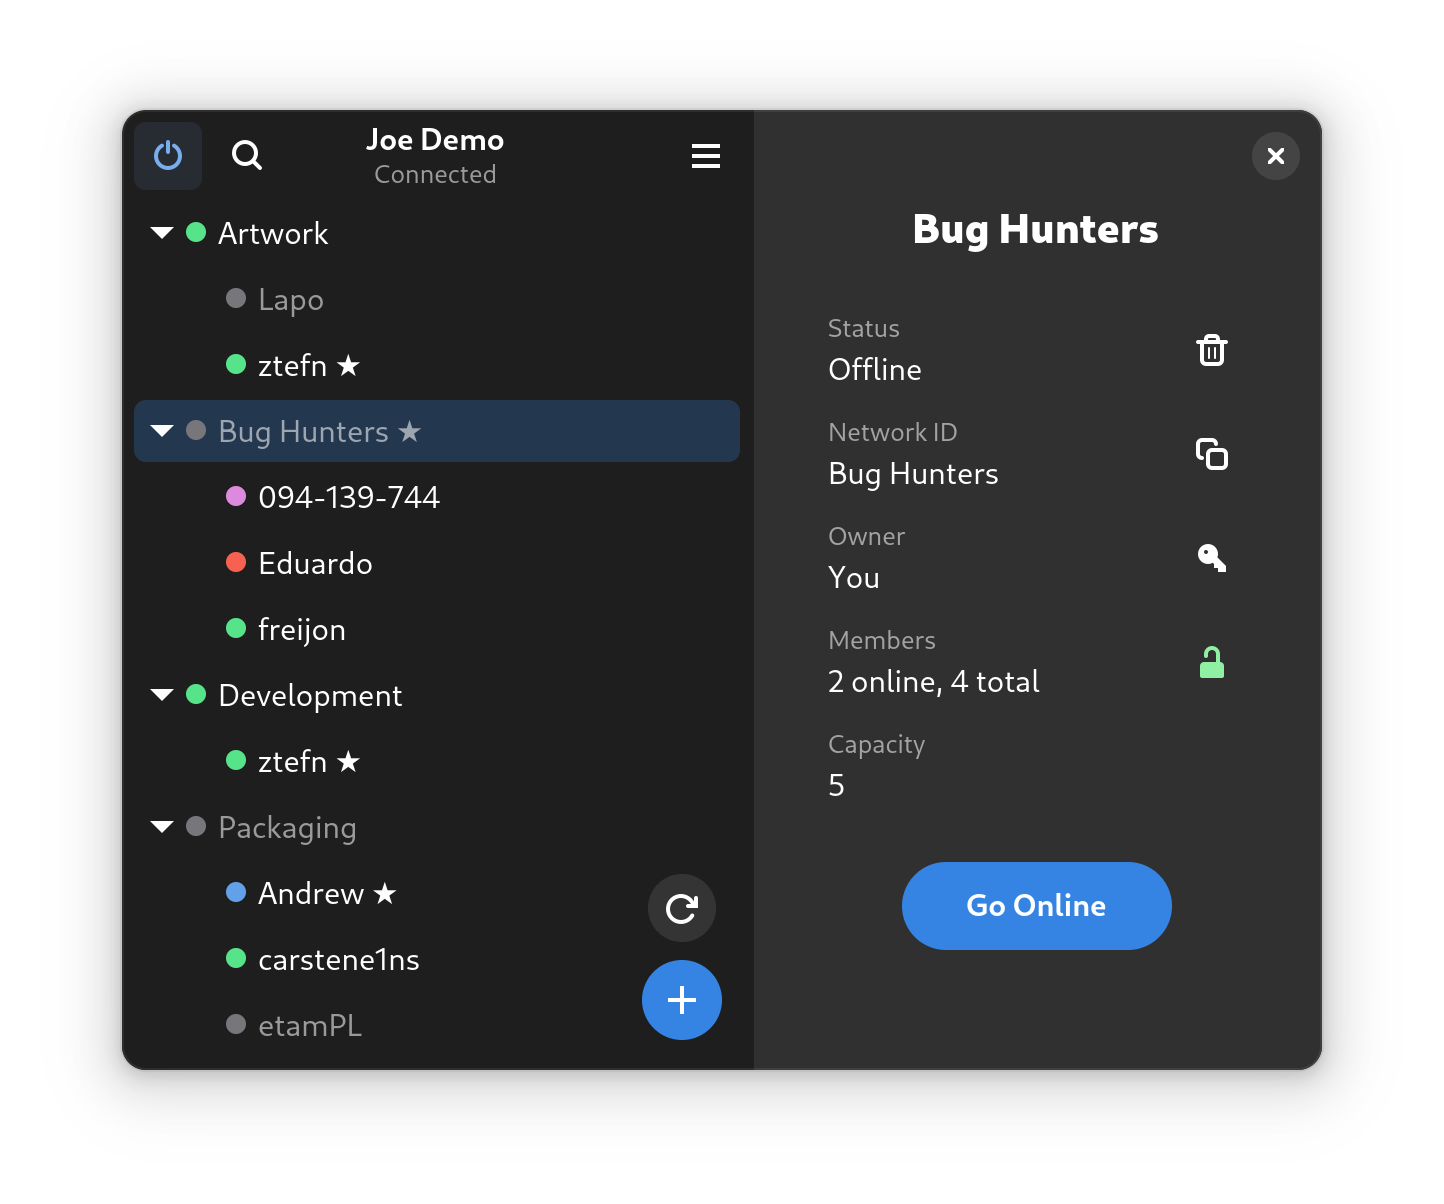 Joe Demo
Connected
Artwork
Lapo
ztefn ★
Bug Hunters ★
094-139-744
Eduardo
freijon
Development
ztefn ★
Packaging
Andrew ★
carstene1ns
etamPL
Bug Hunters
Status
Offline
Network ID
Bug Hunters
Owner
You
Members
2 online, 4 total
Capacity
5
Go Online